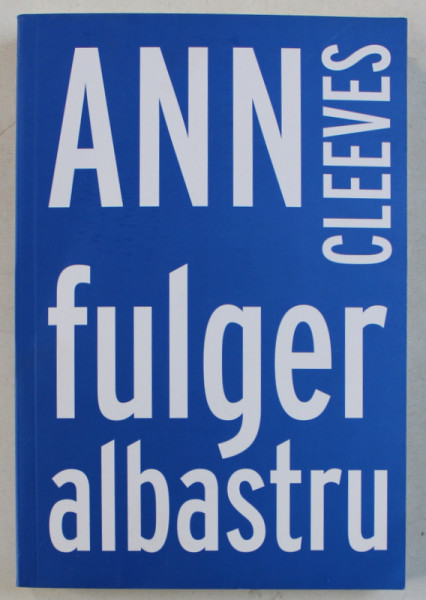 ANN
CLEEVES
fulger
albastru